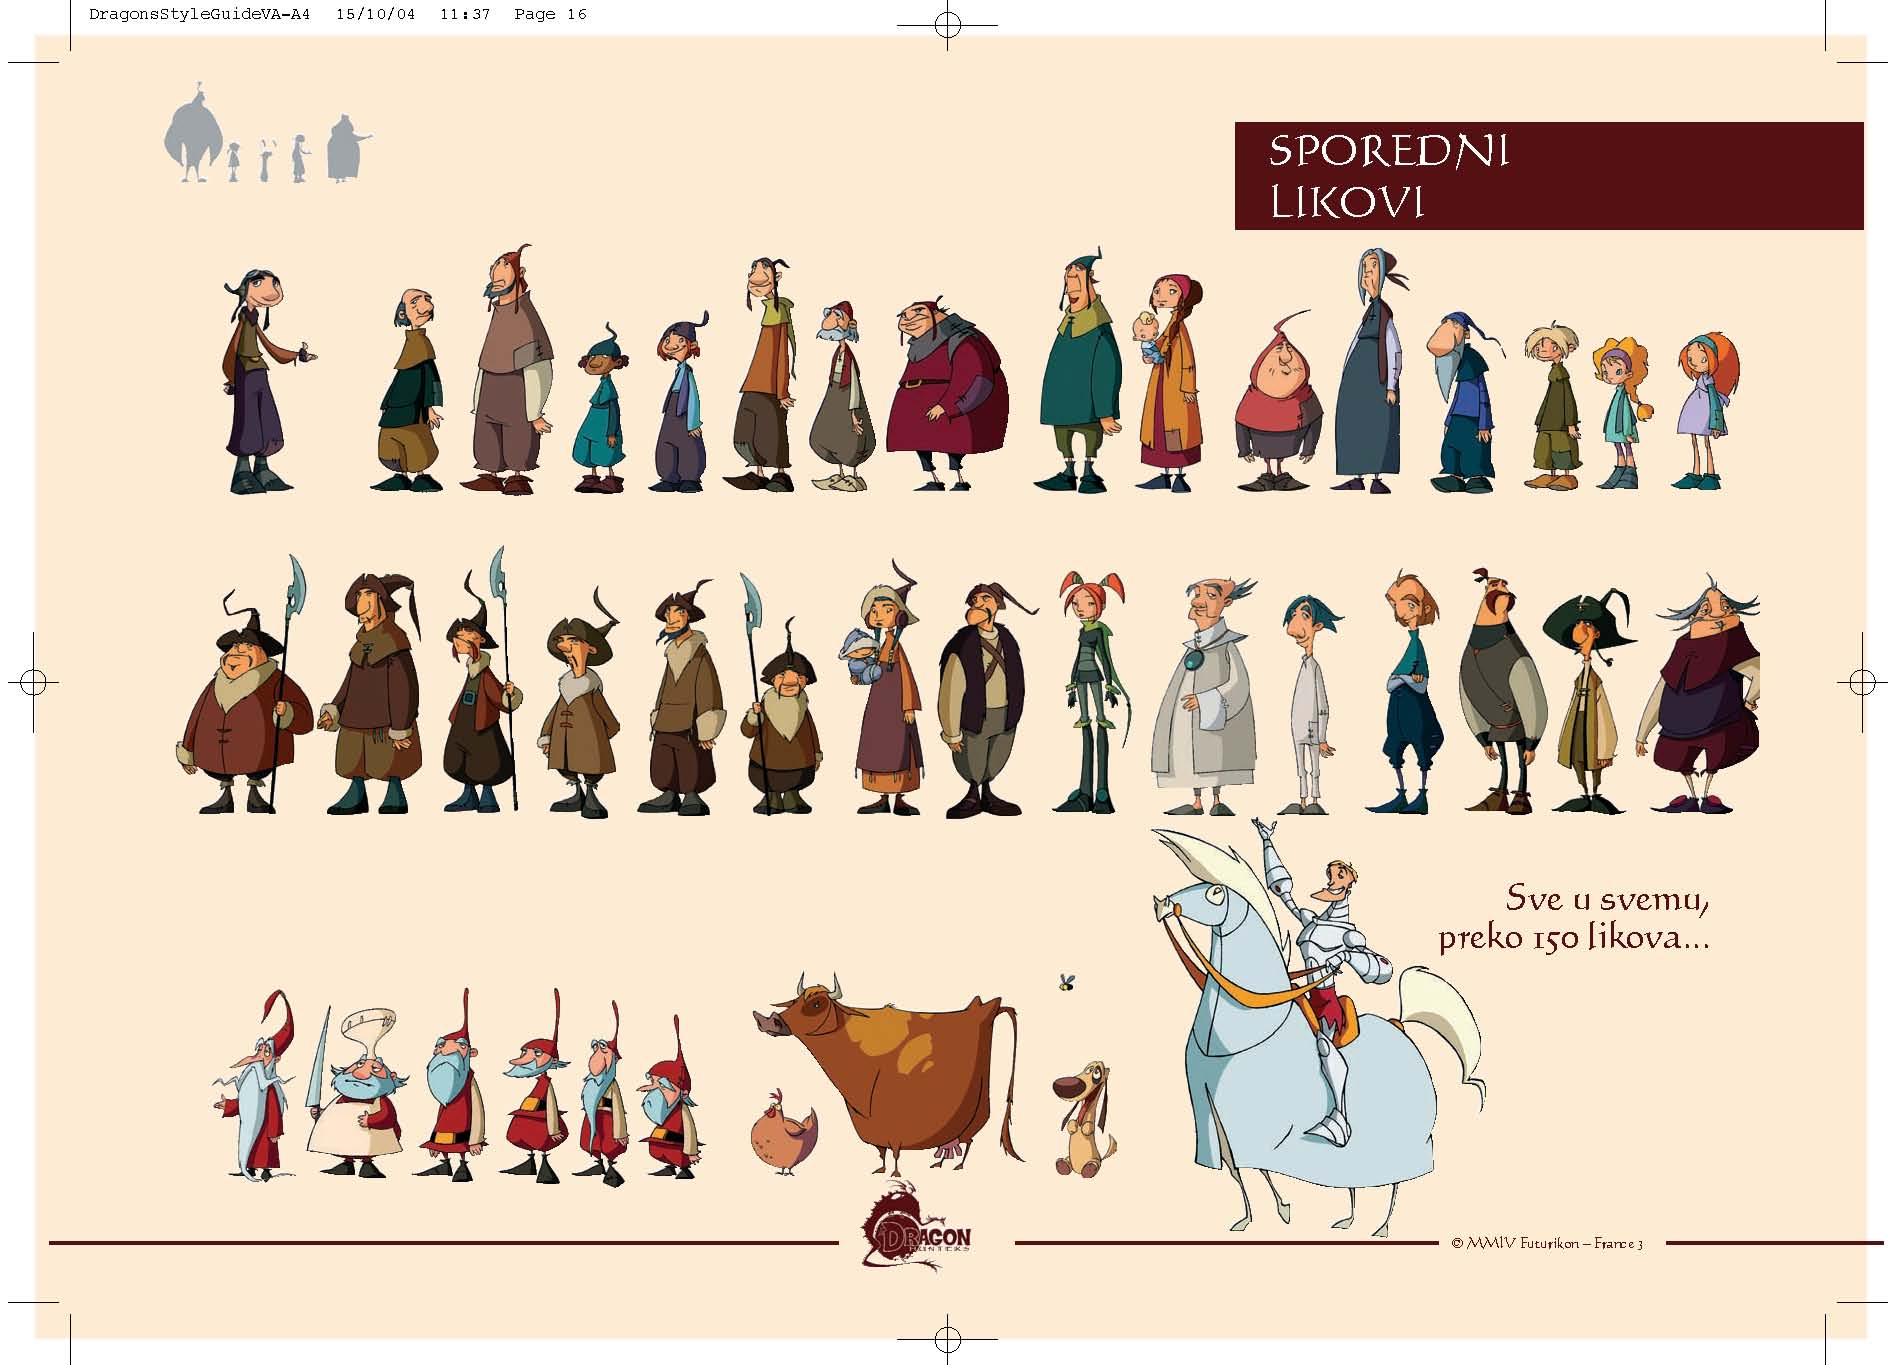 DragonsStyleGuideVA-A4 15/10/04 11:37 Page 16
SPOREDNI
LIKOVI
Sve u svemu,
preko 150 likova...
DRAGON
HUNTERS
© MMIV Futurikon – France 3